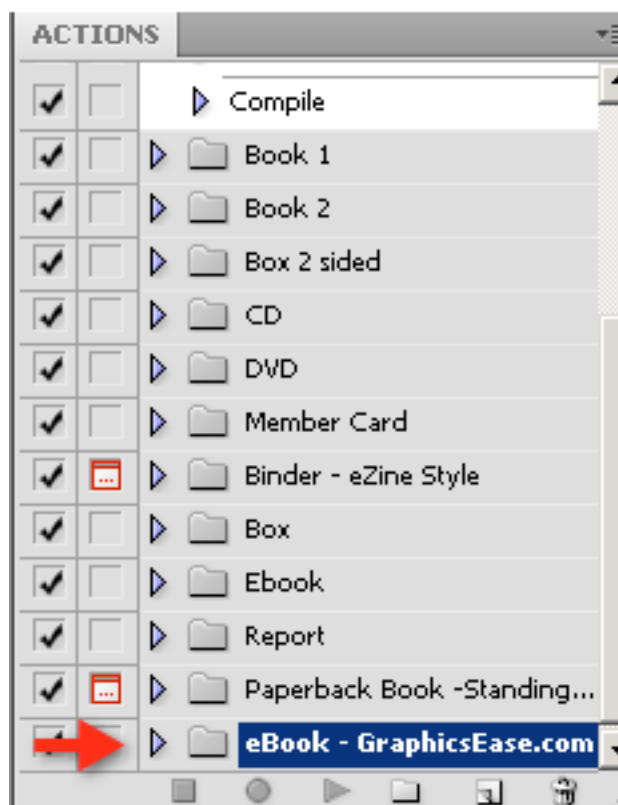 ACTIONS
Compile
Book 1
Book 2
Box 2 sided
CD
DVD
Member Card
Binder - eZine Style
Box
Ebook
Report
Paperback Book -Standing...
eBook - GraphicsEase.com